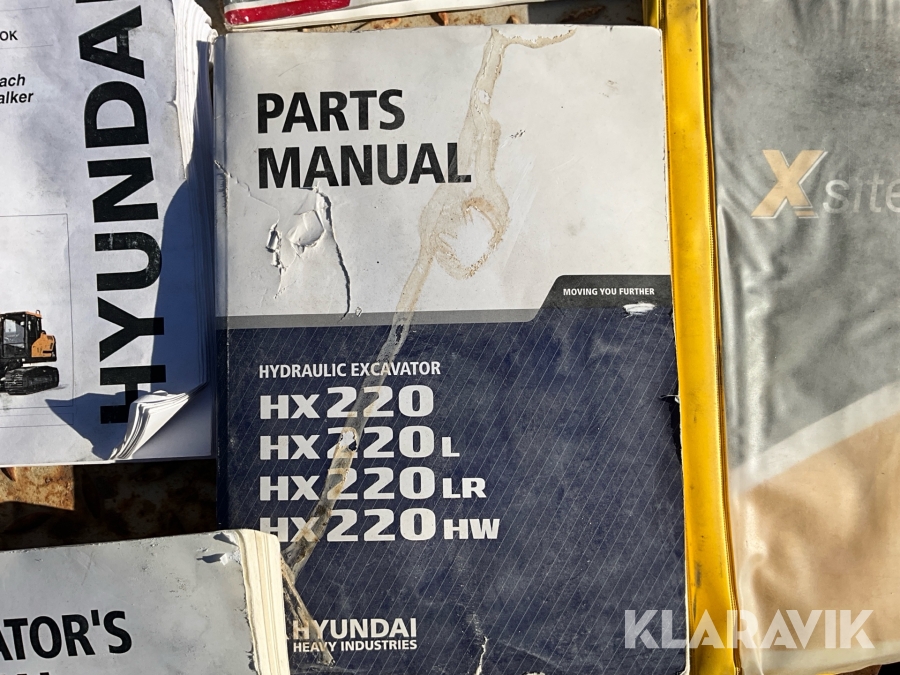 OK
ach
alker
HYUNDAI
PARTS
MANUAL
MOVING YOU FURTHER
HYDRAULIC EXCAVATOR
HX220
HX220L
HX220LR
HX220HW
HYUNDAI
HEAVY INDUSTRIES
ATOR'S
Xsite
KLARAVIK